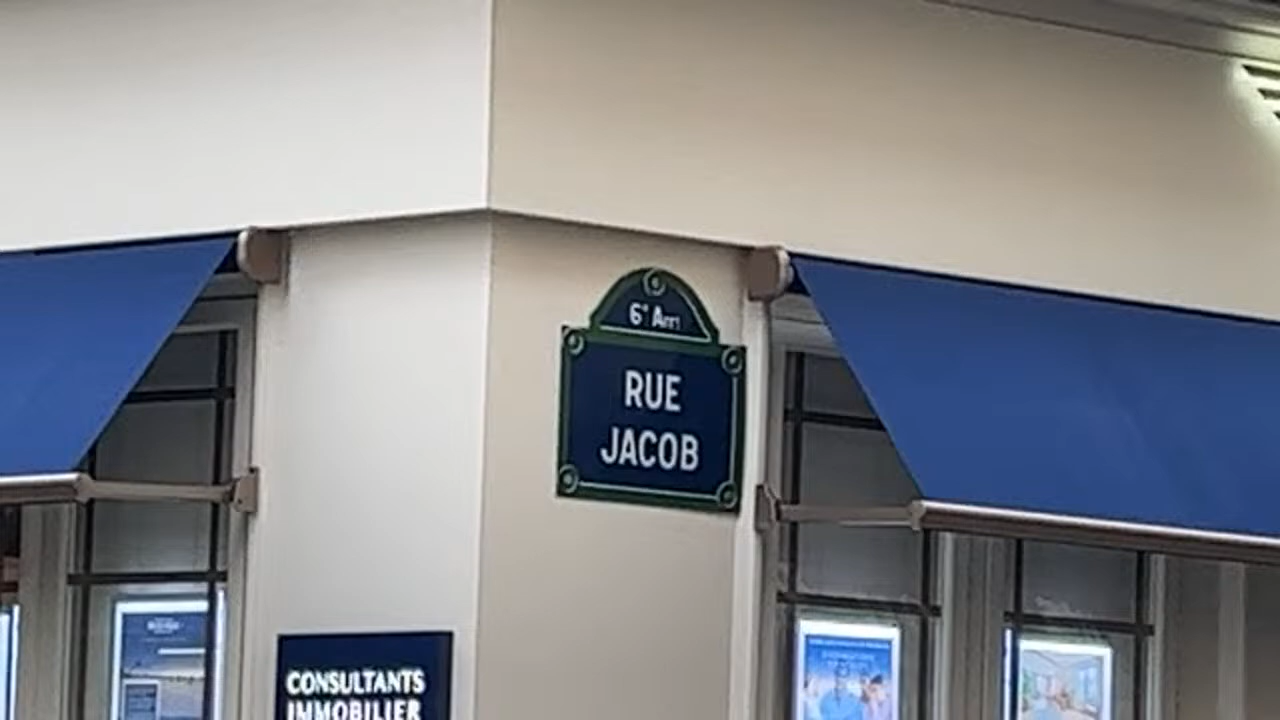 6e Arrt
RUE
JACOB
CONSULTANTS
IMMOBILIER